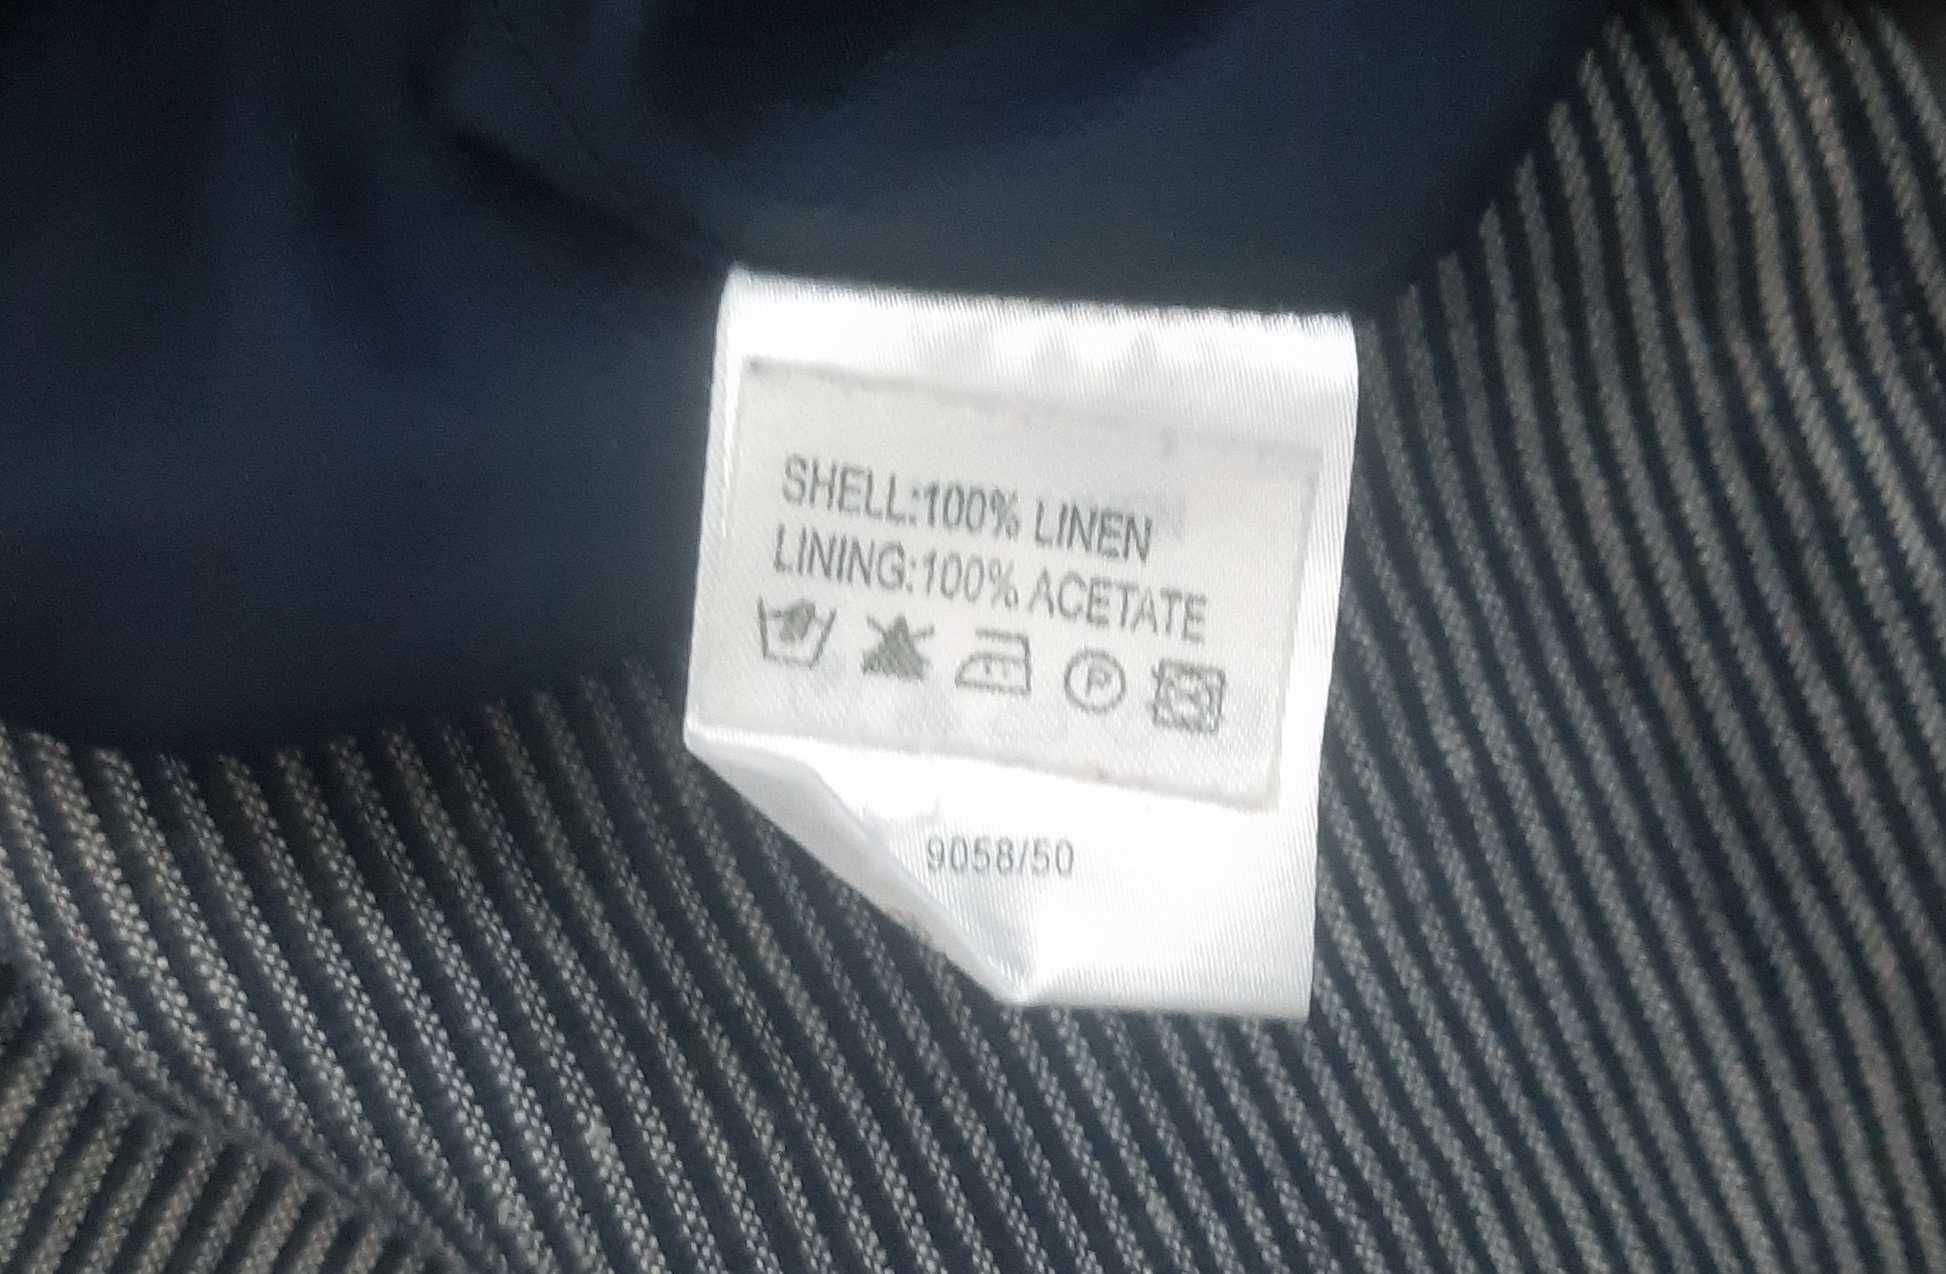 SHELL:100% LINEN
LINING:100% ACETATE
P
9058/50